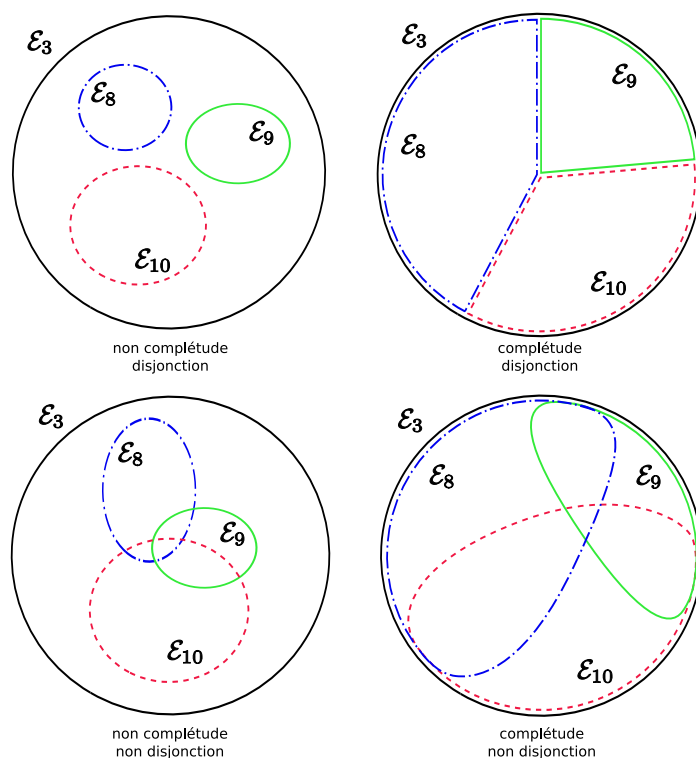 ℰ₃
ℰ₈
ℰ₉
ℰ₁₀
non complétude
disjonction
ℰ₃
ℰ₉
ℰ₈
ℰ₁₀
complétude
disjonction
ℰ₃
ℰ₈
ℰ₉
ℰ₁₀
non complétude
non disjonction
ℰ₃
ℰ₈
ℰ₉
ℰ₁₀
complétude
non disjonction